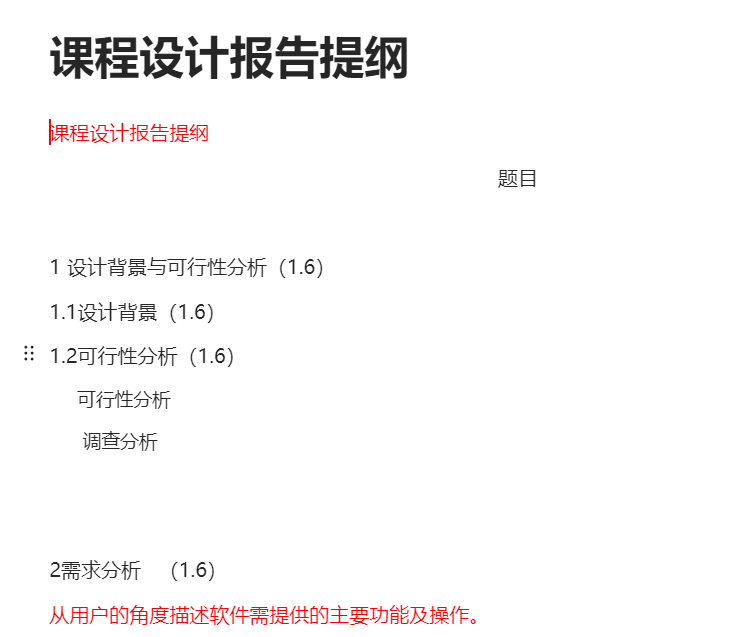 课程设计报告提纲
课程设计报告提纲
题目
1 设计背景与可行性分析（1.6）
1.1设计背景（1.6）
1.2可行性分析（1.6）
可行性分析
调查分析
2需求分析 （1.6）
从用户的角度描述软件需提供的主要功能及操作。